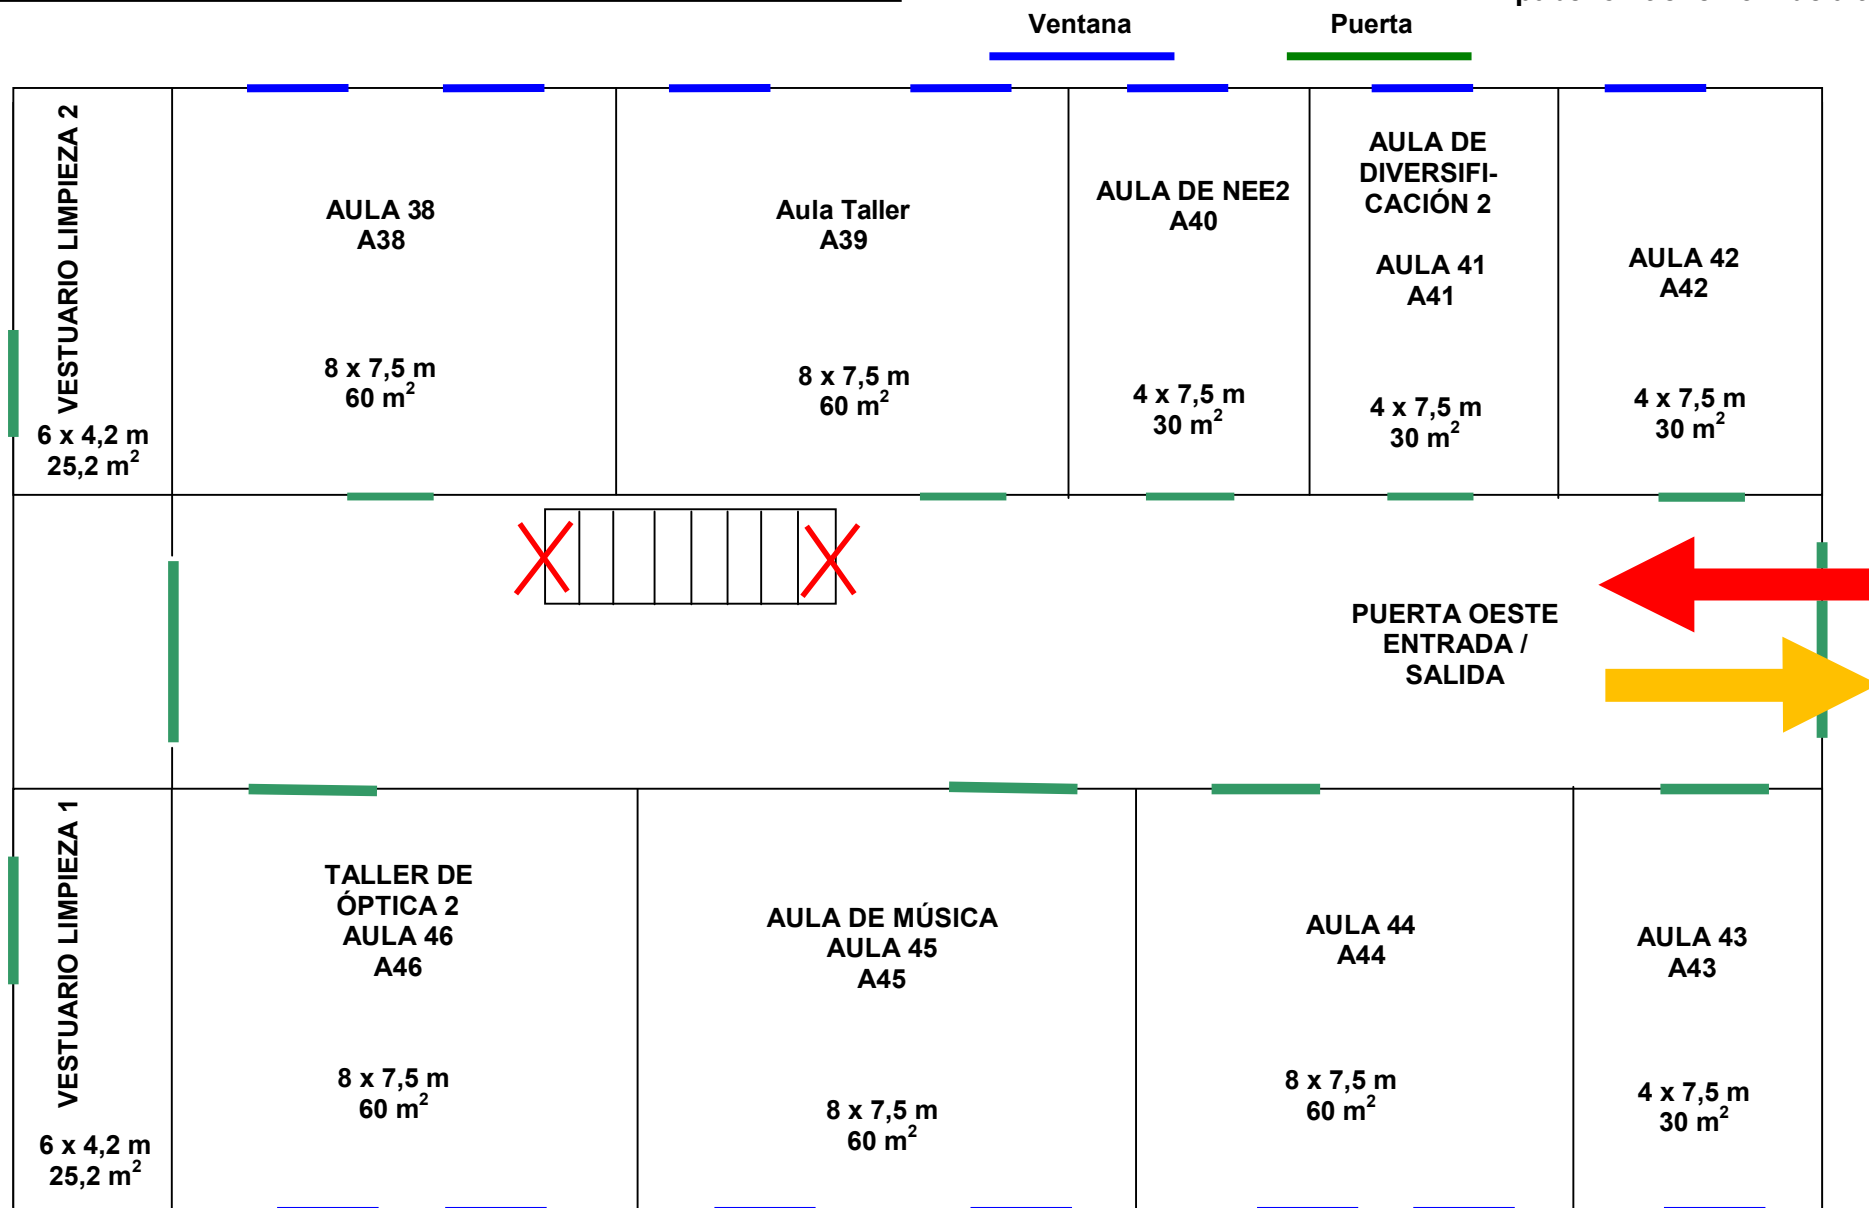 Ventana
Puerta
VESTUARIO LIMPIEZA 2
6 x 4,2 m
25,2 m²
AULA 38
A38
8 x 7,5 m
60 m²
Aula Taller
A39
8 x 7,5 m
60 m²
AULA DE NEE2
A40
4 x 7,5 m
30 m²
AULA DE
DIVERSIFI-
CACIÓN 2
AULA 41
A41
4 x 7,5 m
30 m²
AULA 42
A42
4 x 7,5 m
30 m²
PUERTA OESTE
ENTRADA /
SALIDA
VESTUARIO LIMPIEZA 1
6 x 4,2 m
25,2 m²
TALLER DE
ÓPTICA 2
AULA 46
A46
8 x 7,5 m
60 m²
AULA DE MÚSICA
AULA 45
A45
8 x 7,5 m
60 m²
AULA 44
A44
8 x 7,5 m
60 m²
AULA 43
A43
4 x 7,5 m
30 m²